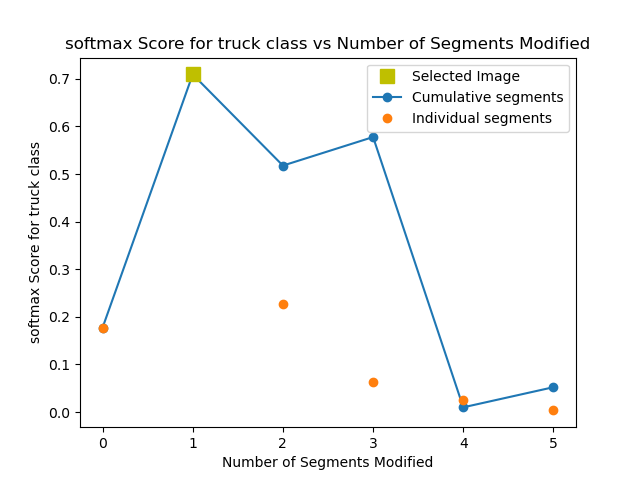 softmax Score for truck class vs Number of Segments Modified
Selected Image
Cumulative segments
Individual segments
softmax Score for truck class
0.7
0.6
0.5
0.4
0.3
0.2
0.1
0.0
0 1 2 3 4 5
Number of Segments Modified